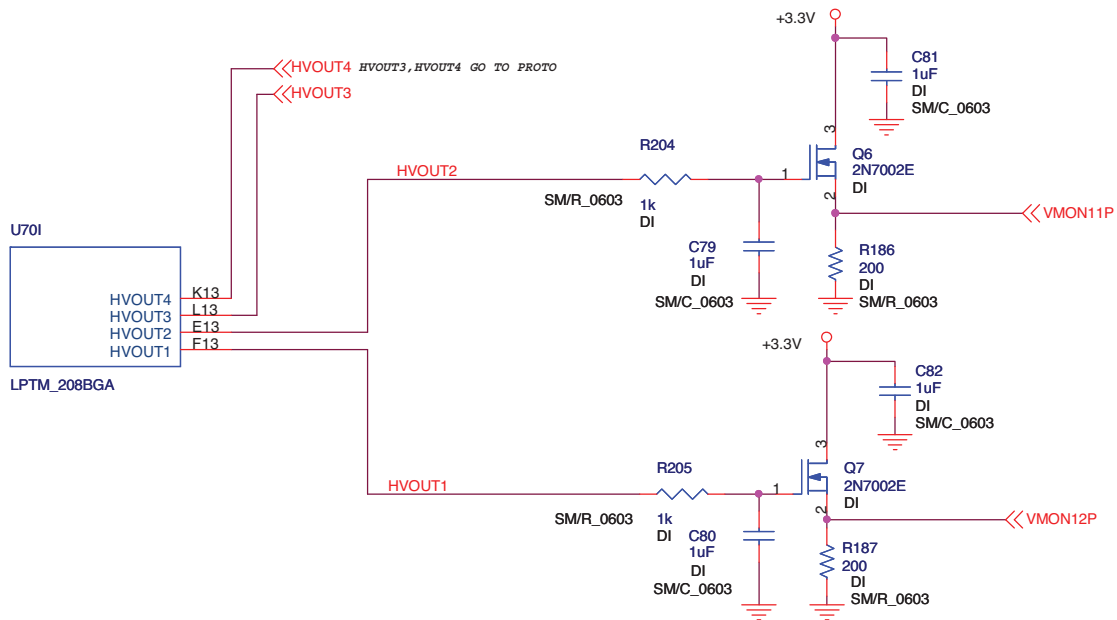 +3.3V
C81
1uF
DI
SM/C_0603
HVOUT4 HVOUT3,HVOUT4 GO TO PROTO
HVOUT3
3
R204
Q6
2N7002E
DI
HVOUT2
1
SM/R_0603
1k
DI
2
VMON11P
U70I
C79
1uF
DI
SM/C_0603
R186
200
DI
SM/R_0603
HVOUT4 K13
HVOUT3 L13
HVOUT2 E13
HVOUT1 F13
LPTM_208BGA
+3.3V
C82
1uF
DI
SM/C_0603
3
R205
Q7
2N7002E
DI
HVOUT1
1
SM/R_0603
1k
DI
2
VMON12P
C80
1uF
DI
SM/C_0603
R187
200
DI
SM/R_0603